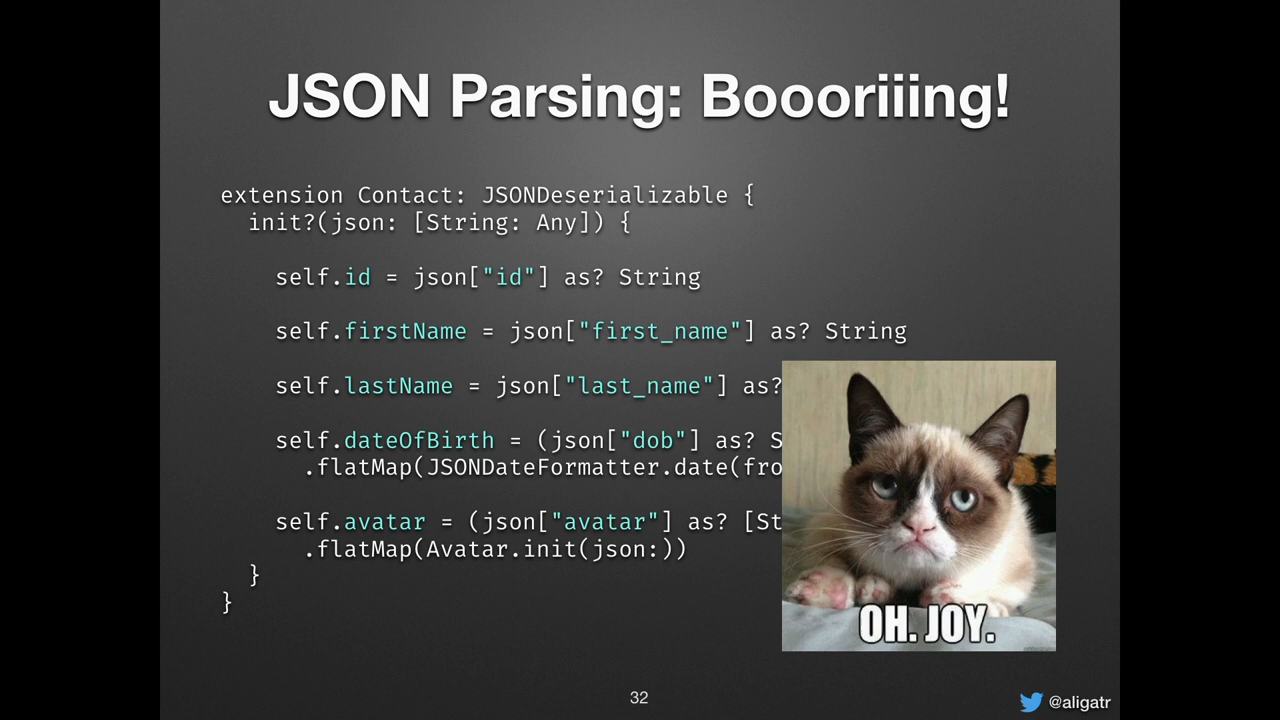 JSON Parsing: Boooriiing!
extension Contact: JSONDeserializable {
init?(json: [String: Any]) {
self.id = json["id"] as? String
self.firstName = json["first_name"] as? String
self.lastName = json["last_name"] as?
self.dateOfBirth = (json["dob"] as? S
.flatMap(JSONDateFormatter.date(fro
self.avatar = (json["avatar"] as? [St
.flatMap(Avatar.init(json:))
}
}
OH. JOY.
32
@aligatr